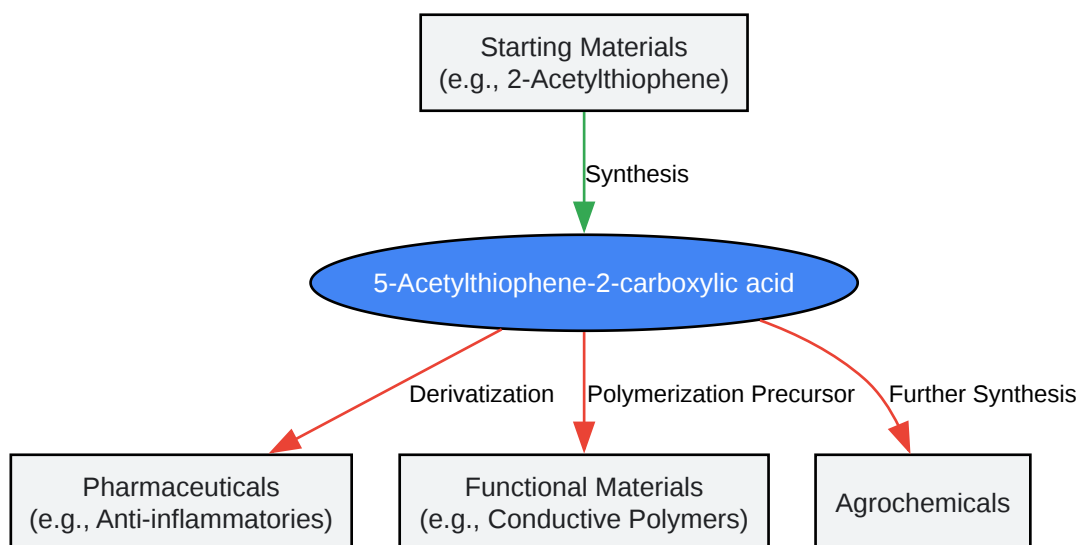 Starting Materials
(e.g., 2-Acetylthiophene)
Synthesis
5-Acetylthiophene-2-carboxylic acid
Derivatization
Polymerization Precursor
Further Synthesis
Pharmaceuticals
(e.g., Anti-inflammatories)
Functional Materials
(e.g., Conductive Polymers)
Agrochemicals